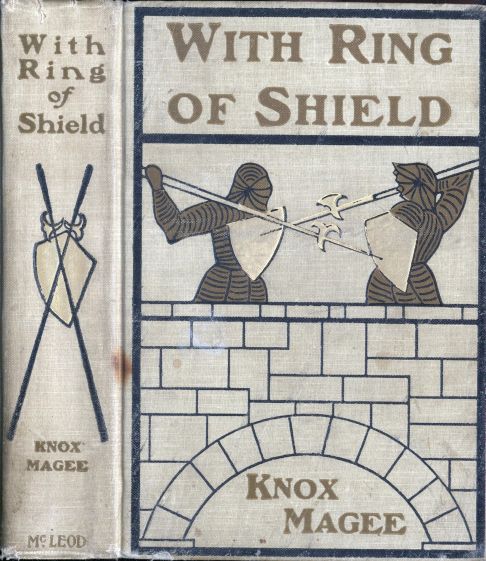 With
Ring
of
Shield
KNOX
MAGEE
McLEOD
WITH RING
OF SHIELD
KNOX
MAGEE